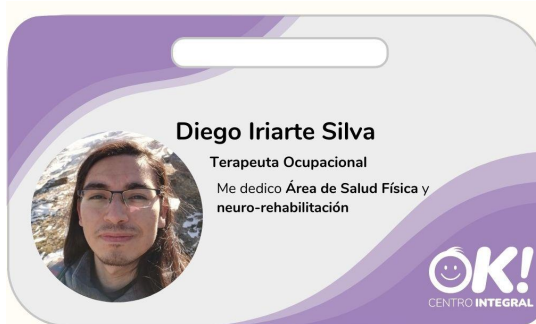 Diego Iriarte Silva
Terapeuta Ocupacional
Me dedico Área de Salud Física y
neuro-rehabilitación
OK!
CENTRO INTEGRAL